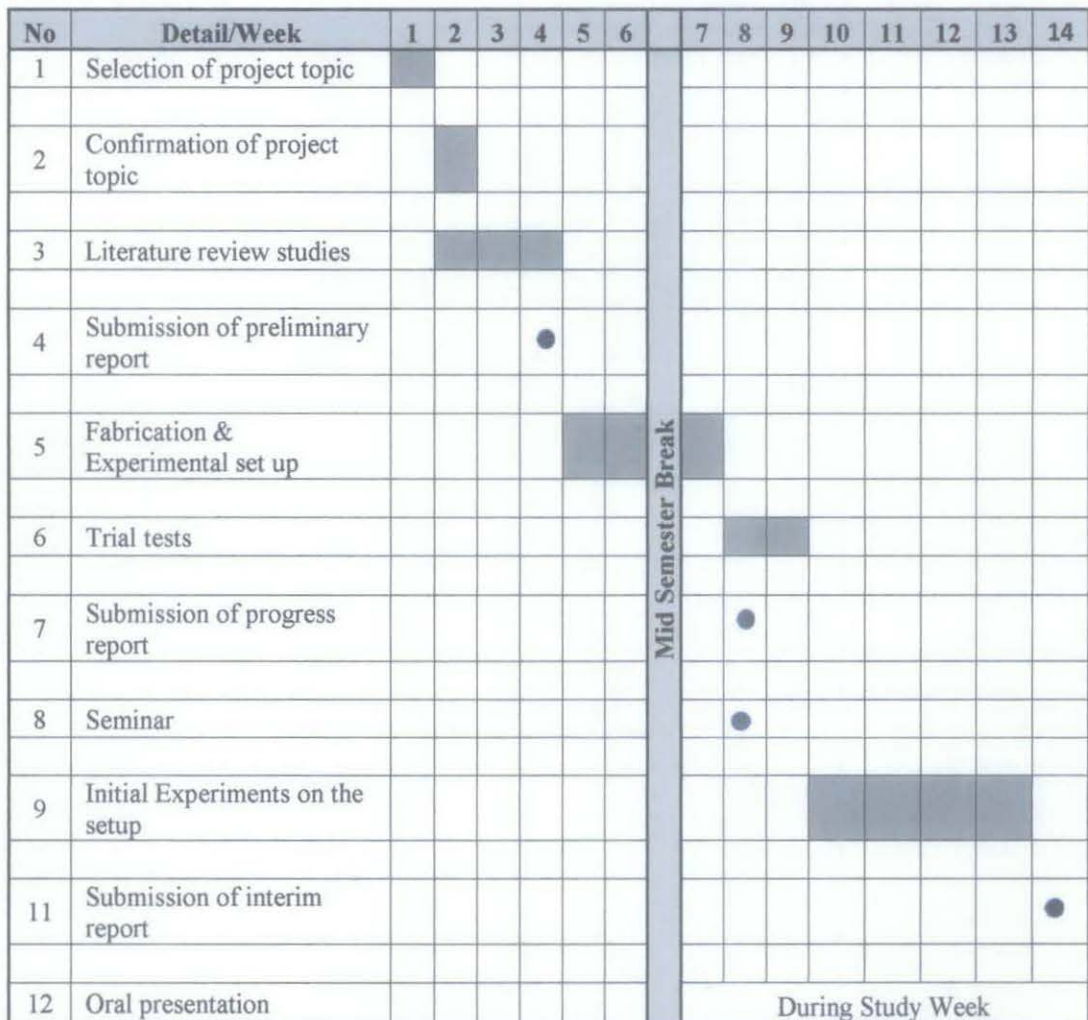 No Detail/Week 1 2 3 4 5 6 7 8 9 10 11 12 13 14
1 Selection of project topic
2 Confirmation of project
topic
3 Literature review studies
4 Submission of preliminary
report
5 Fabrication &
Experimental set up
Mid Semester Break
6 Trial tests
7 Submission of progress
report
8 Seminar
9 Initial Experiments on the
setup
11 Submission of interim
report
12 Oral presentation During Study Week